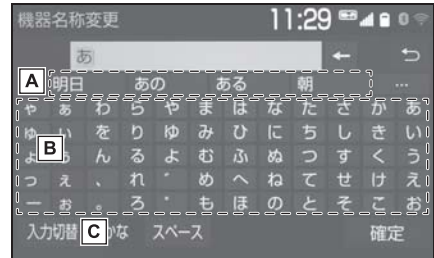 機器名称変更 11:29
あ ←
A 明日 あの ある 朝 …
ゃ ぁ わ ら や ま は な た さ か あ
ゅ ぃ を り ゆ み ひ に ち し き い
ょ ん る よ む ふ ぬ つ す く う
っ ぇ 、 れ ゛ め へ ね て せ け え
ー ぉ 。 ろ ゜ も ほ の と そ こ お
B
入力切替 C かな スペース 確定